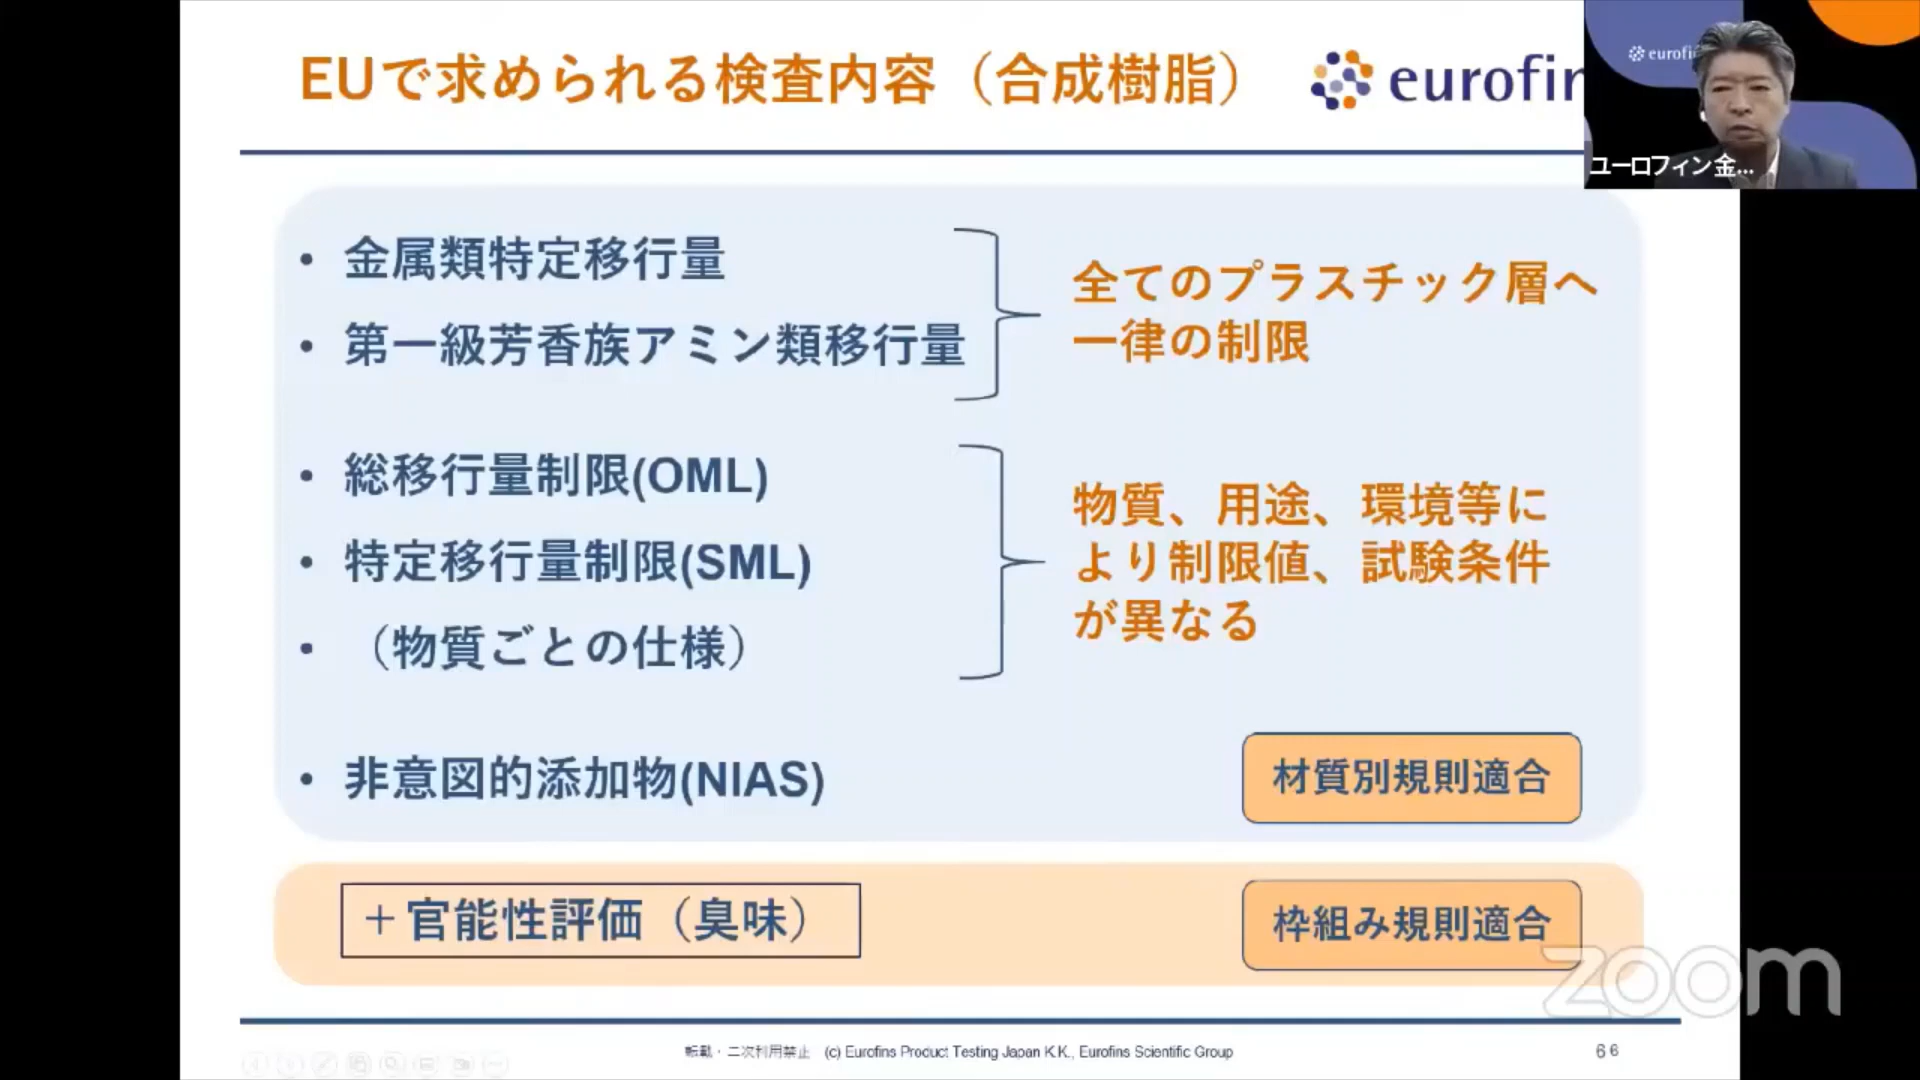 EUで求められる検査内容（合成樹脂）
eurofin
eurofi
ユーロフィン金...
• 金属類特定移行量
• 第一級芳香族アミン類移行量
全てのプラスチック層へ
一律の制限
• 総移行量制限(OML)
• 特定移行量制限(SML)
• （物質ごとの仕様）
物質、用途、環境等に
より制限値、試験条件
が異なる
• 非意図的添加物(NIAS)
材質別規則適合
＋官能性評価（臭味）
枠組み規則適合
zoom
転載・二次利用禁止 (c) Eurofins Product Testing Japan K.K., Eurofins Scientific Group
66